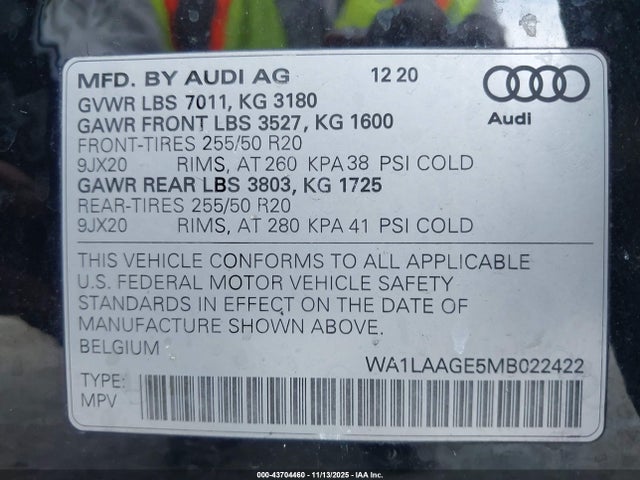 MFD. BY AUDI AG 12 20
GVWR LBS 7011, KG 3180
GAWR FRONT LBS 3527, KG 1600
Audi
FRONT-TIRES 255/50 R20
9JX20 RIMS, AT 260 KPA 38 PSI COLD
GAWR REAR LBS 3803, KG 1725
REAR-TIRES 255/50 R20
9JX20 RIMS, AT 280 KPA 41 PSI COLD
THIS VEHICLE CONFORMS TO ALL APPLICABLE
U.S. FEDERAL MOTOR VEHICLE SAFETY
STANDARDS IN EFFECT ON THE DATE OF
MANUFACTURE SHOWN ABOVE.
BELGIUM
WA1LAAGE5MB022422
TYPE:
MPV
000-43704460 - 11/13/2025 - IAA Inc.